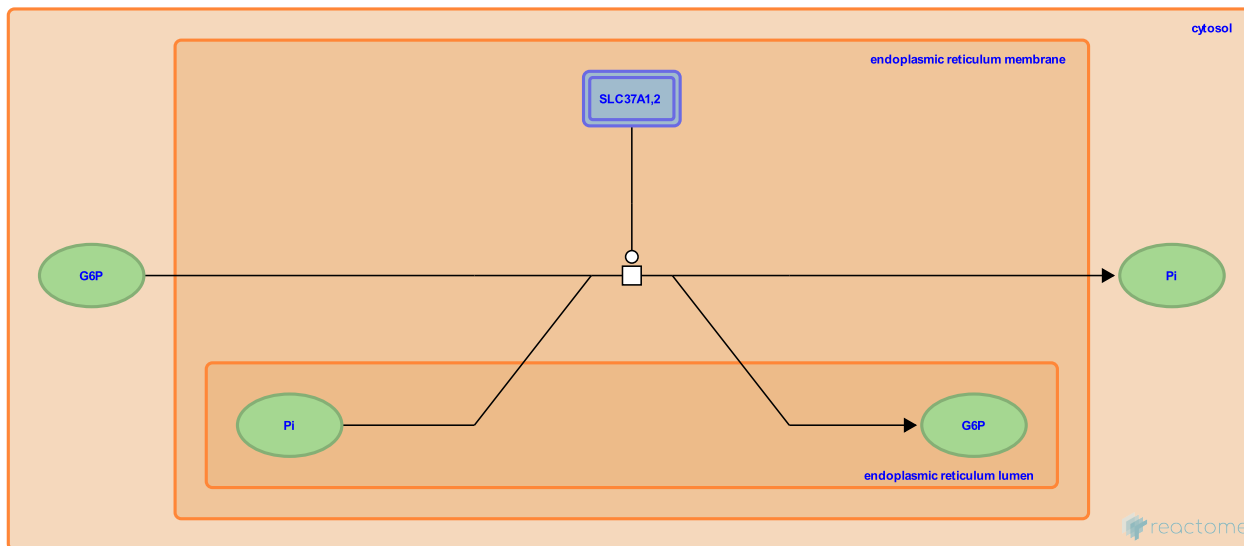 cytosol
endoplasmic reticulum membrane
SLC37A1,2
G6P
Pi
Pi
G6P
endoplasmic reticulum lumen
reactome